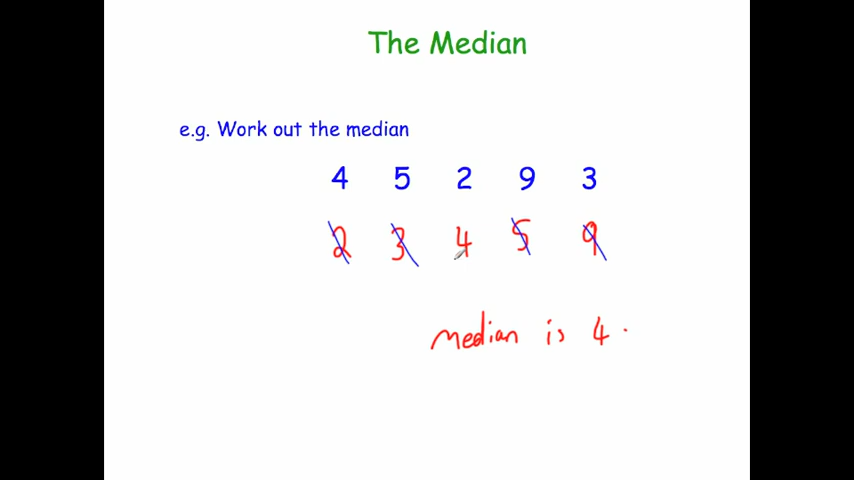 The Median
e.g. Work out the median
4 5 2 9 3
2 3 4 5 9
median is 4.